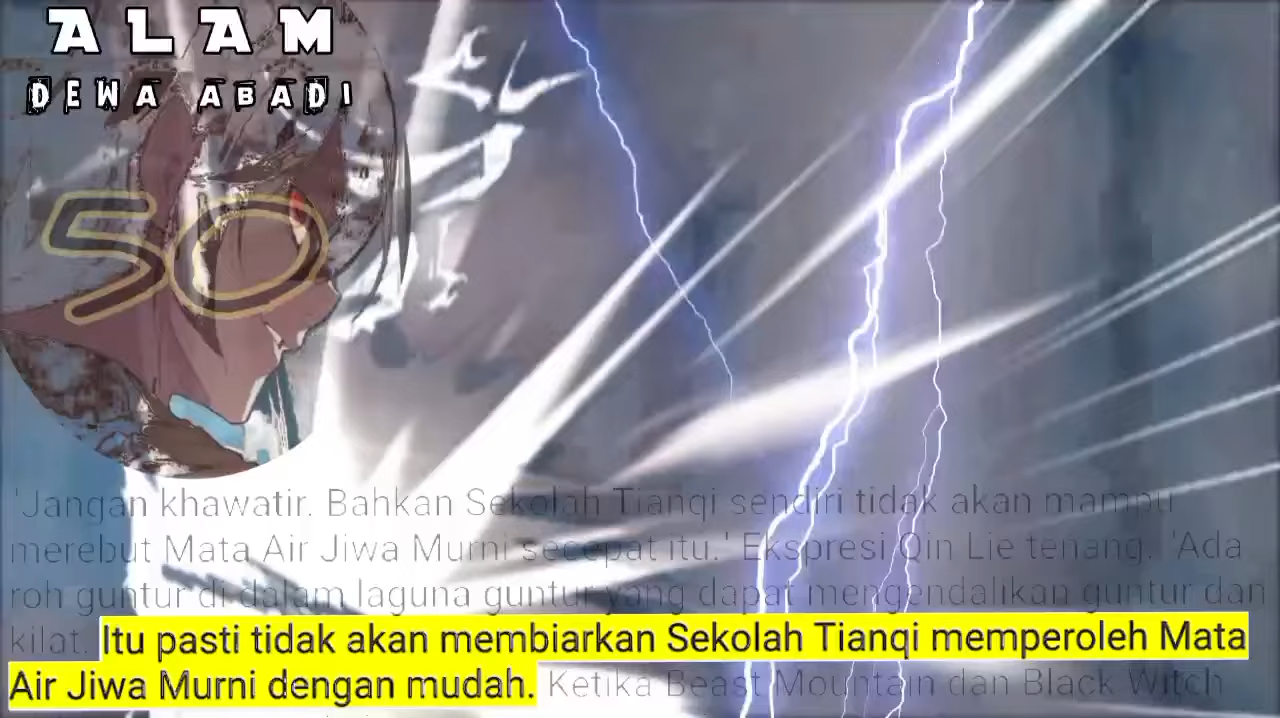 ALAM
DEWA ABADI
50
'Jangan khawatir. Bahkan Sekolah Tianqi sendiri tidak akan mampu
merebut Mata Air Jiwa Murni secepat itu.' Ekspresi Qin Lie tenang. 'Ada
roh guntur di dalam laguna guntur yang dapat mengendalikan guntur dan
kilat. Itu pasti tidak akan membiarkan Sekolah Tianqi memperoleh Mata
Air Jiwa Murni dengan mudah. Ketika Beast Mountain dan Black Witch